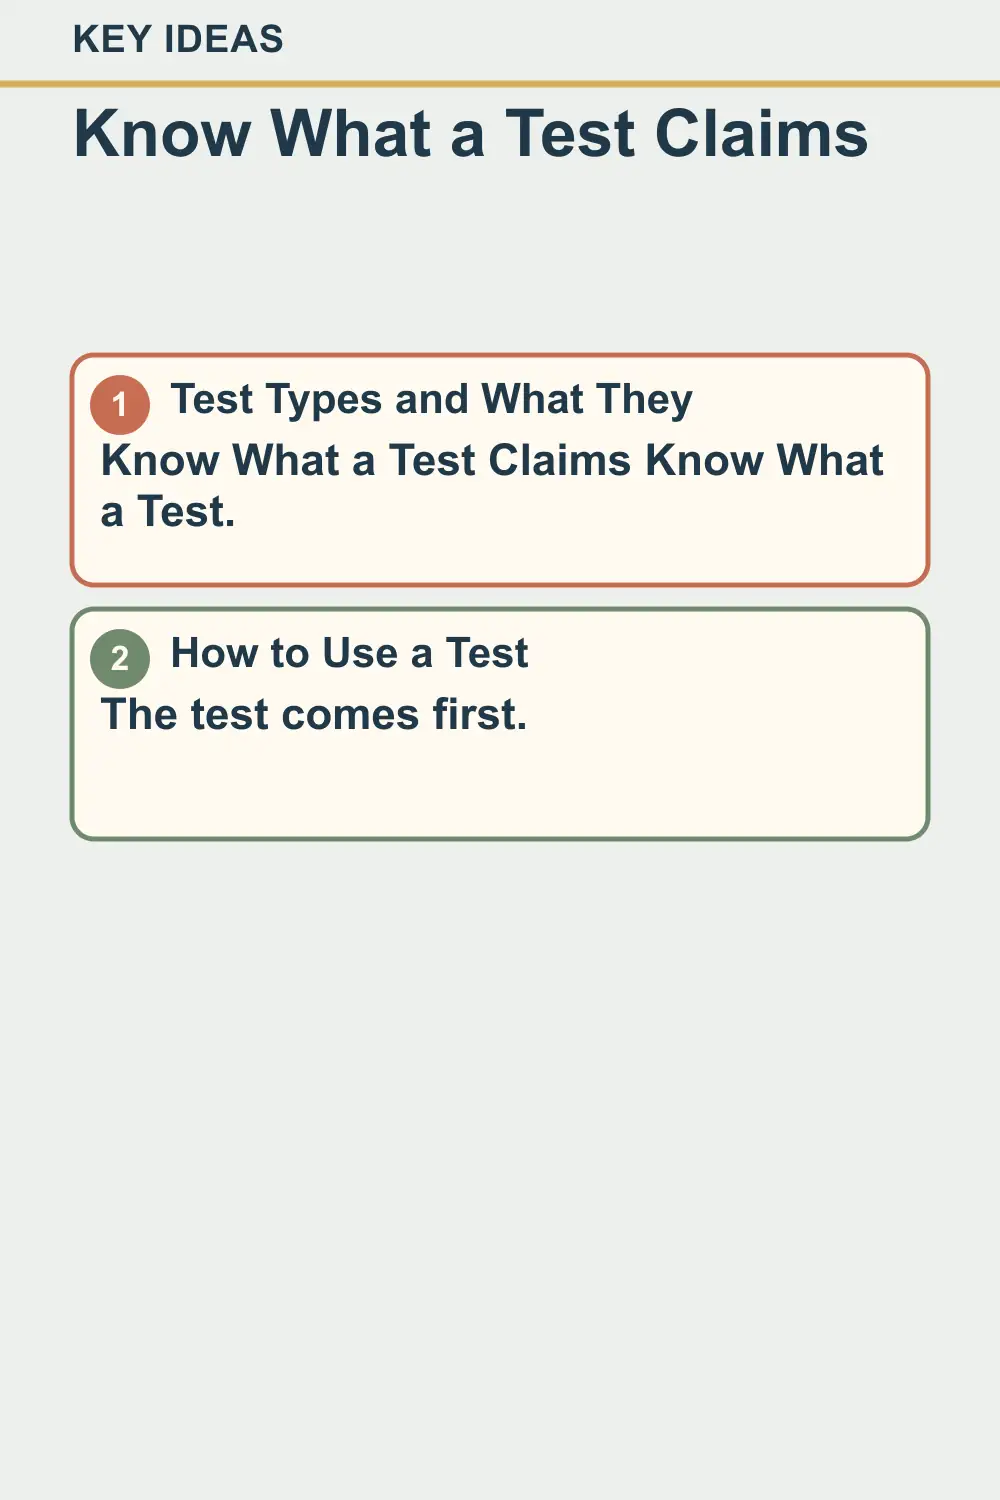 KEY IDEAS
Know What a Test Claims
1 Test Types and What They
Know What a Test Claims Know What
a Test.
2 How to Use a Test
The test comes first.